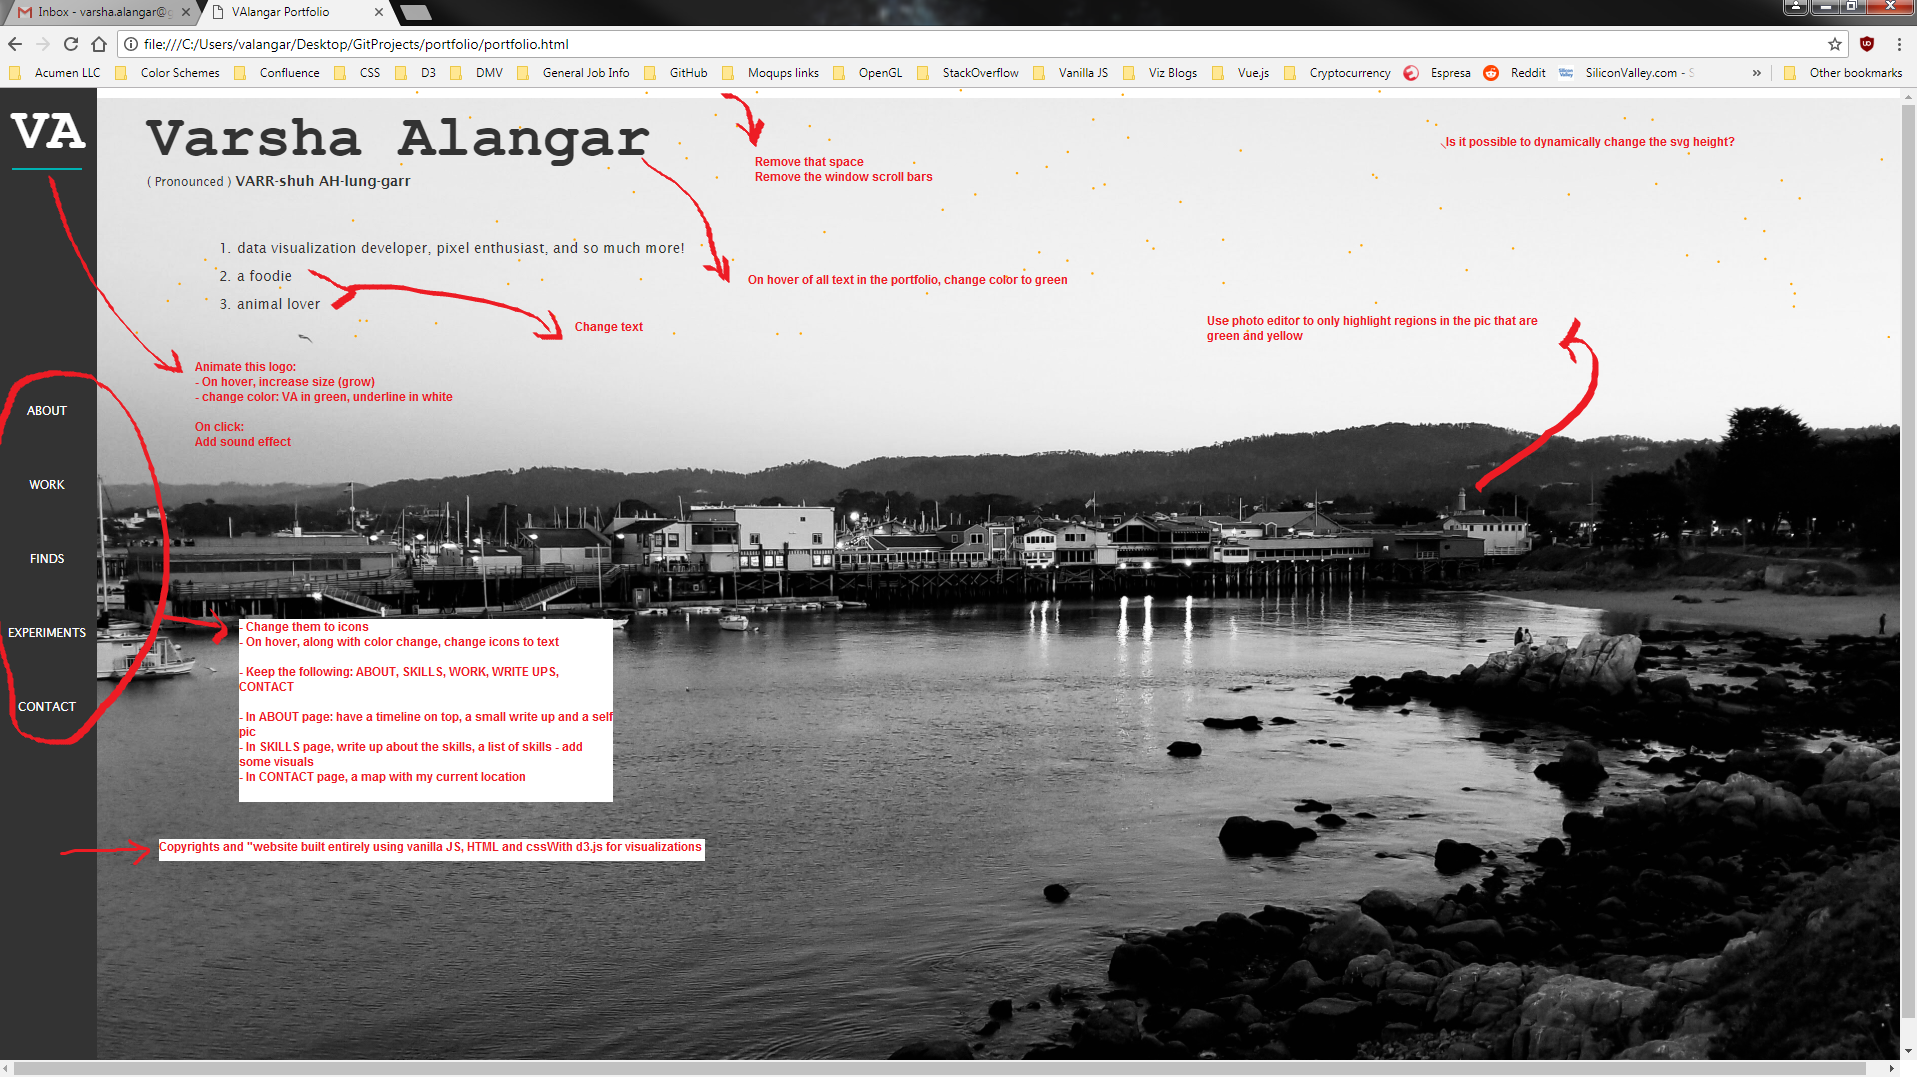 Inbox - varsha.alangar@g
VAlangar Portfolio
file:///C:/Users/valangar/Desktop/GitProjects/portfolio/portfolio.html
Acumen LLC
Color Schemes
Confluence
CSS
D3
DMV
General Job Info
GitHub
Moqups links
OpenGL
StackOverflow
Vanilla JS
Viz Blogs
Vue.js
Cryptocurrency
Espresa
Reddit
SiliconValley.com - S
»
Other bookmarks
VA
Varsha Alangar
( Pronounced ) VARR-shuh AH-lung-garr
Remove that space
Remove the window scroll bars
Is it possible to dynamically change the svg height?
1. data visualization developer, pixel enthusiast, and so much more!
2. a foodie
3. animal lover
On hover of all text in the portfolio, change color to green
Change text
Use photo editor to only highlight regions in the pic that are
green and yellow
Animate this logo:
- On hover, increase size (grow)
- change color: VA in green, underline in white
On click:
Add sound effect
ABOUT
WORK
FINDS
EXPERIMENTS
CONTACT
- Change them to icons
- On hover, along with color change, change icons to text
- Keep the following: ABOUT, SKILLS, WORK, WRITE UPS,
CONTACT
- In ABOUT page: have a timeline on top, a small write up and a self
pic
- In SKILLS page, write up about the skills, a list of skills - add
some visuals
- In CONTACT page, a map with my current location
Copyrights and "website built entirely using vanilla JS, HTML and cssWith d3.js for visualizations